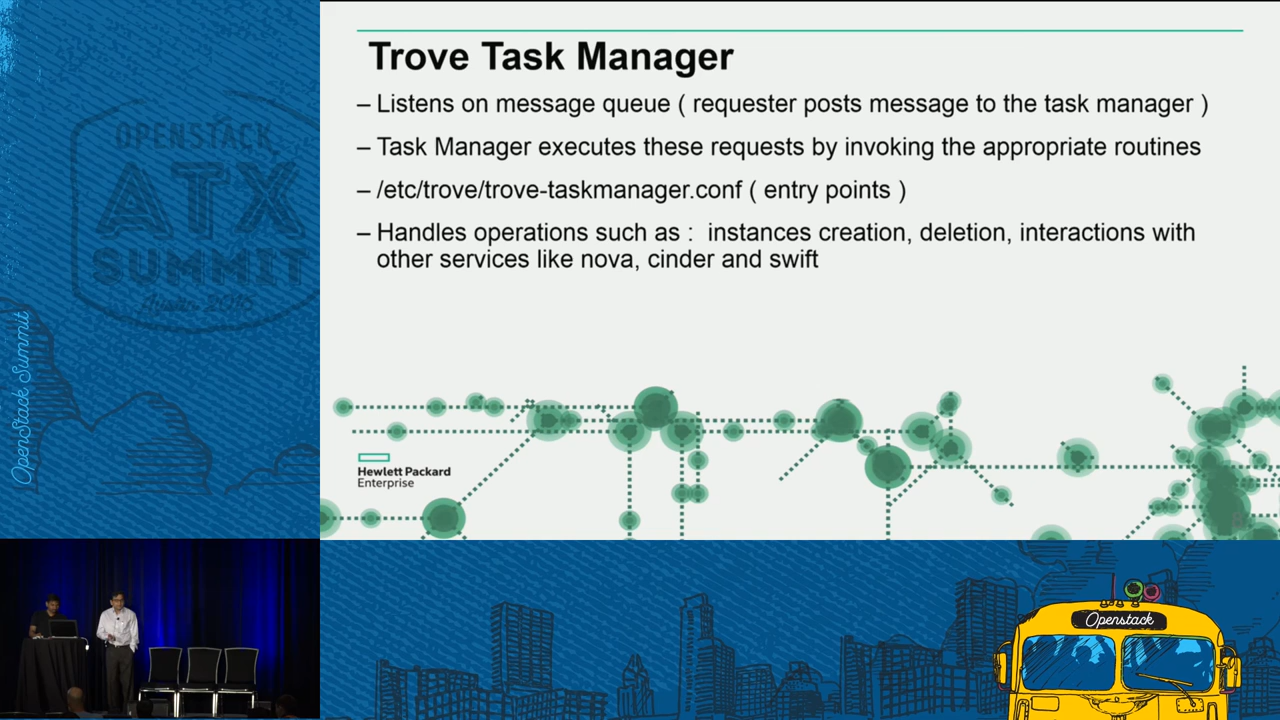 Trove Task Manager
– Listens on message queue ( requester posts message to the task manager )
– Task Manager executes these requests by invoking the appropriate routines
– /etc/trove/trove-taskmanager.conf ( entry points )
– Handles operations such as :  instances creation, deletion, interactions with
other services like nova, cinder and swift
Hewlett Packard
Enterprise
OPENSTACK
ATX
SUMMIT
Austin 2016
OpenStack Summit
Openstack